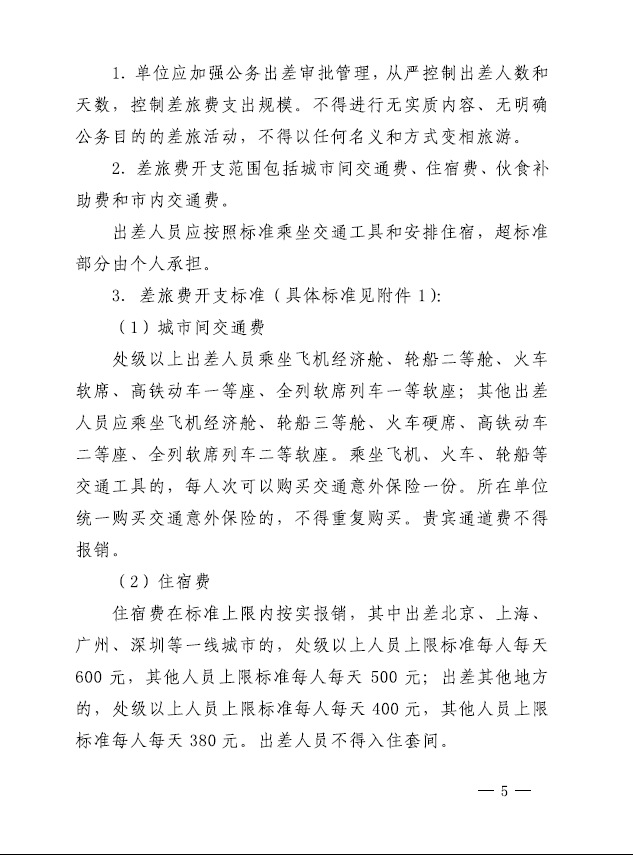 1. 单位应加强公务出差审批管理，从严控制出差人数和
天数，控制差旅费支出规模。不得进行无实质内容、无明确
公务目的的差旅活动，不得以任何名义和方式变相旅游。
2. 差旅费开支范围包括城市间交通费、住宿费、伙食补
助费和市内交通费。
出差人员应按照标准乘坐交通工具和安排住宿，超标准
部分由个人承担。
3. 差旅费开支标准（具体标准见附件 1）：
（1）城市间交通费
处级以上出差人员乘坐飞机经济舱、轮船二等舱、火车
软席、高铁动车一等座、全列软席列车一等软座；其他出差
人员应乘坐飞机经济舱、轮船三等舱、火车硬席、高铁动车
二等座、全列软席列车二等软座。乘坐飞机、火车、轮船等
交通工具的，每人次可以购买交通意外保险一份。所在单位
统一购买交通意外保险的，不得重复购买。贵宾通道费不得
报销。
（2）住宿费
住宿费在标准上限内按实报销，其中出差北京、上海、
广州、深圳等一线城市的，处级以上人员上限标准每人每天
600 元，其他人员上限标准每人每天 500 元；出差其他地方
的，处级以上人员上限标准每人每天 400 元，其他人员上限
标准每人每天 380 元。出差人员不得入住套间。
— 5 —